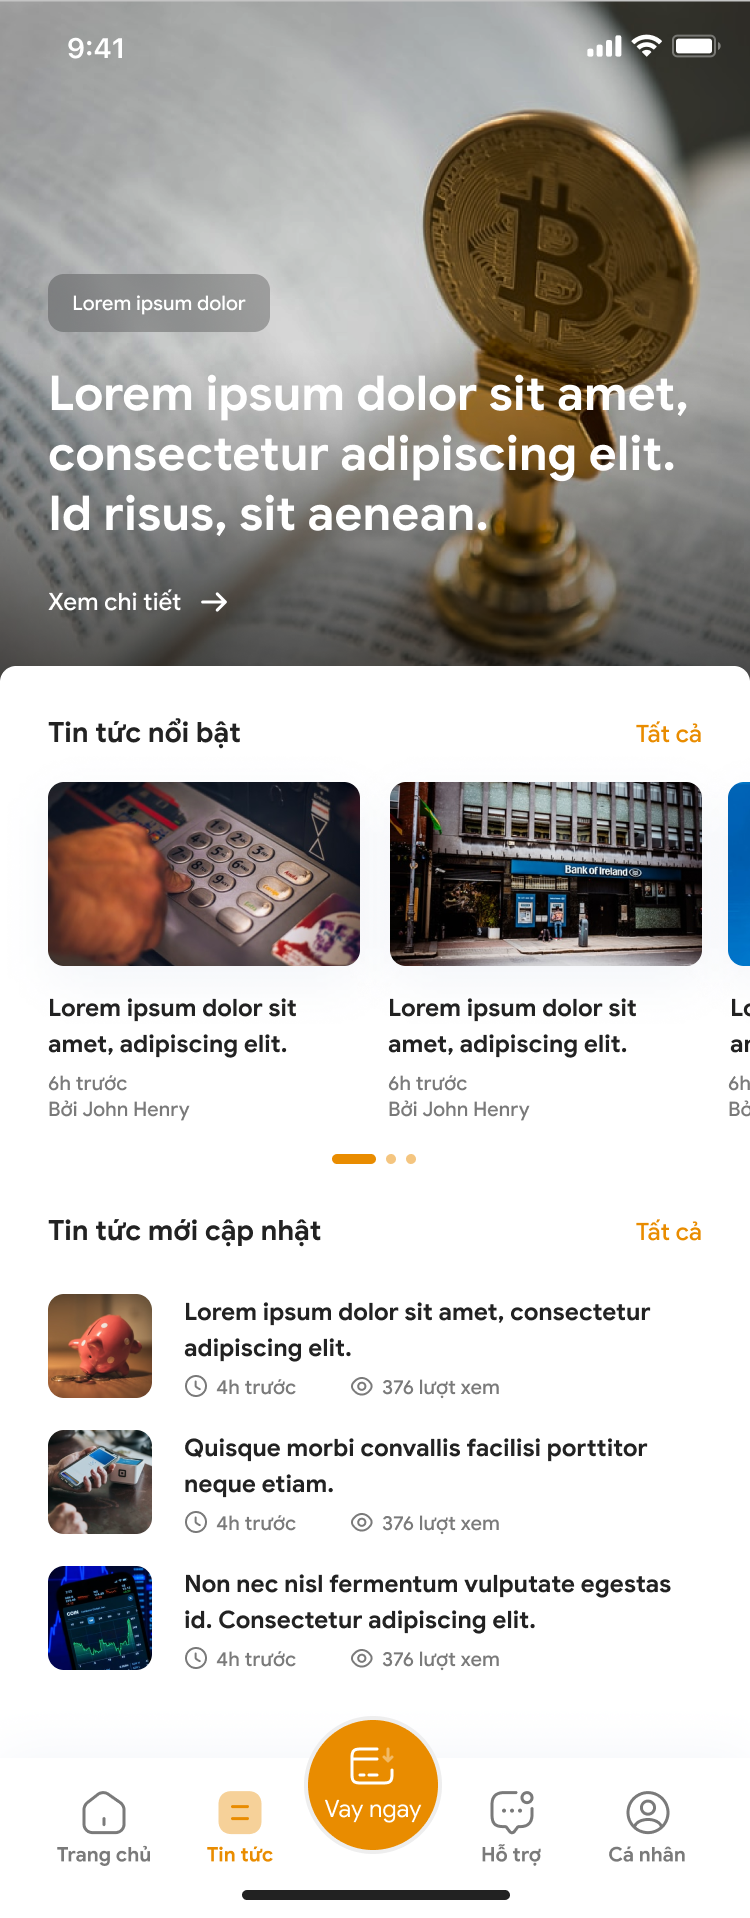 9:41
Lorem ipsum dolor
Lorem ipsum dolor sit amet,
consectetur adipiscing elit.
Id risus, sit aenean.
Xem chi tiết
Tin tức nổi bật
Tất cả
Bank of Ireland
Lorem ipsum dolor sit
amet, adipiscing elit.
6h trước
Bởi John Henry
Lorem ipsum dolor sit
amet, adipiscing elit.
6h trước
Bởi John Henry
Tin tức mới cập nhật
Tất cả
Lorem ipsum dolor sit amet, consectetur
adipiscing elit.
4h trước
376 lượt xem
Quisque morbi convallis facilisi porttitor
neque etiam.
4h trước
376 lượt xem
COIN
Non nec nisl fermentum vulputate egestas
id. Consectetur adipiscing elit.
4h trước
376 lượt xem
Trang chủ
Tin tức
Vay ngay
Hỗ trợ
Cá nhân